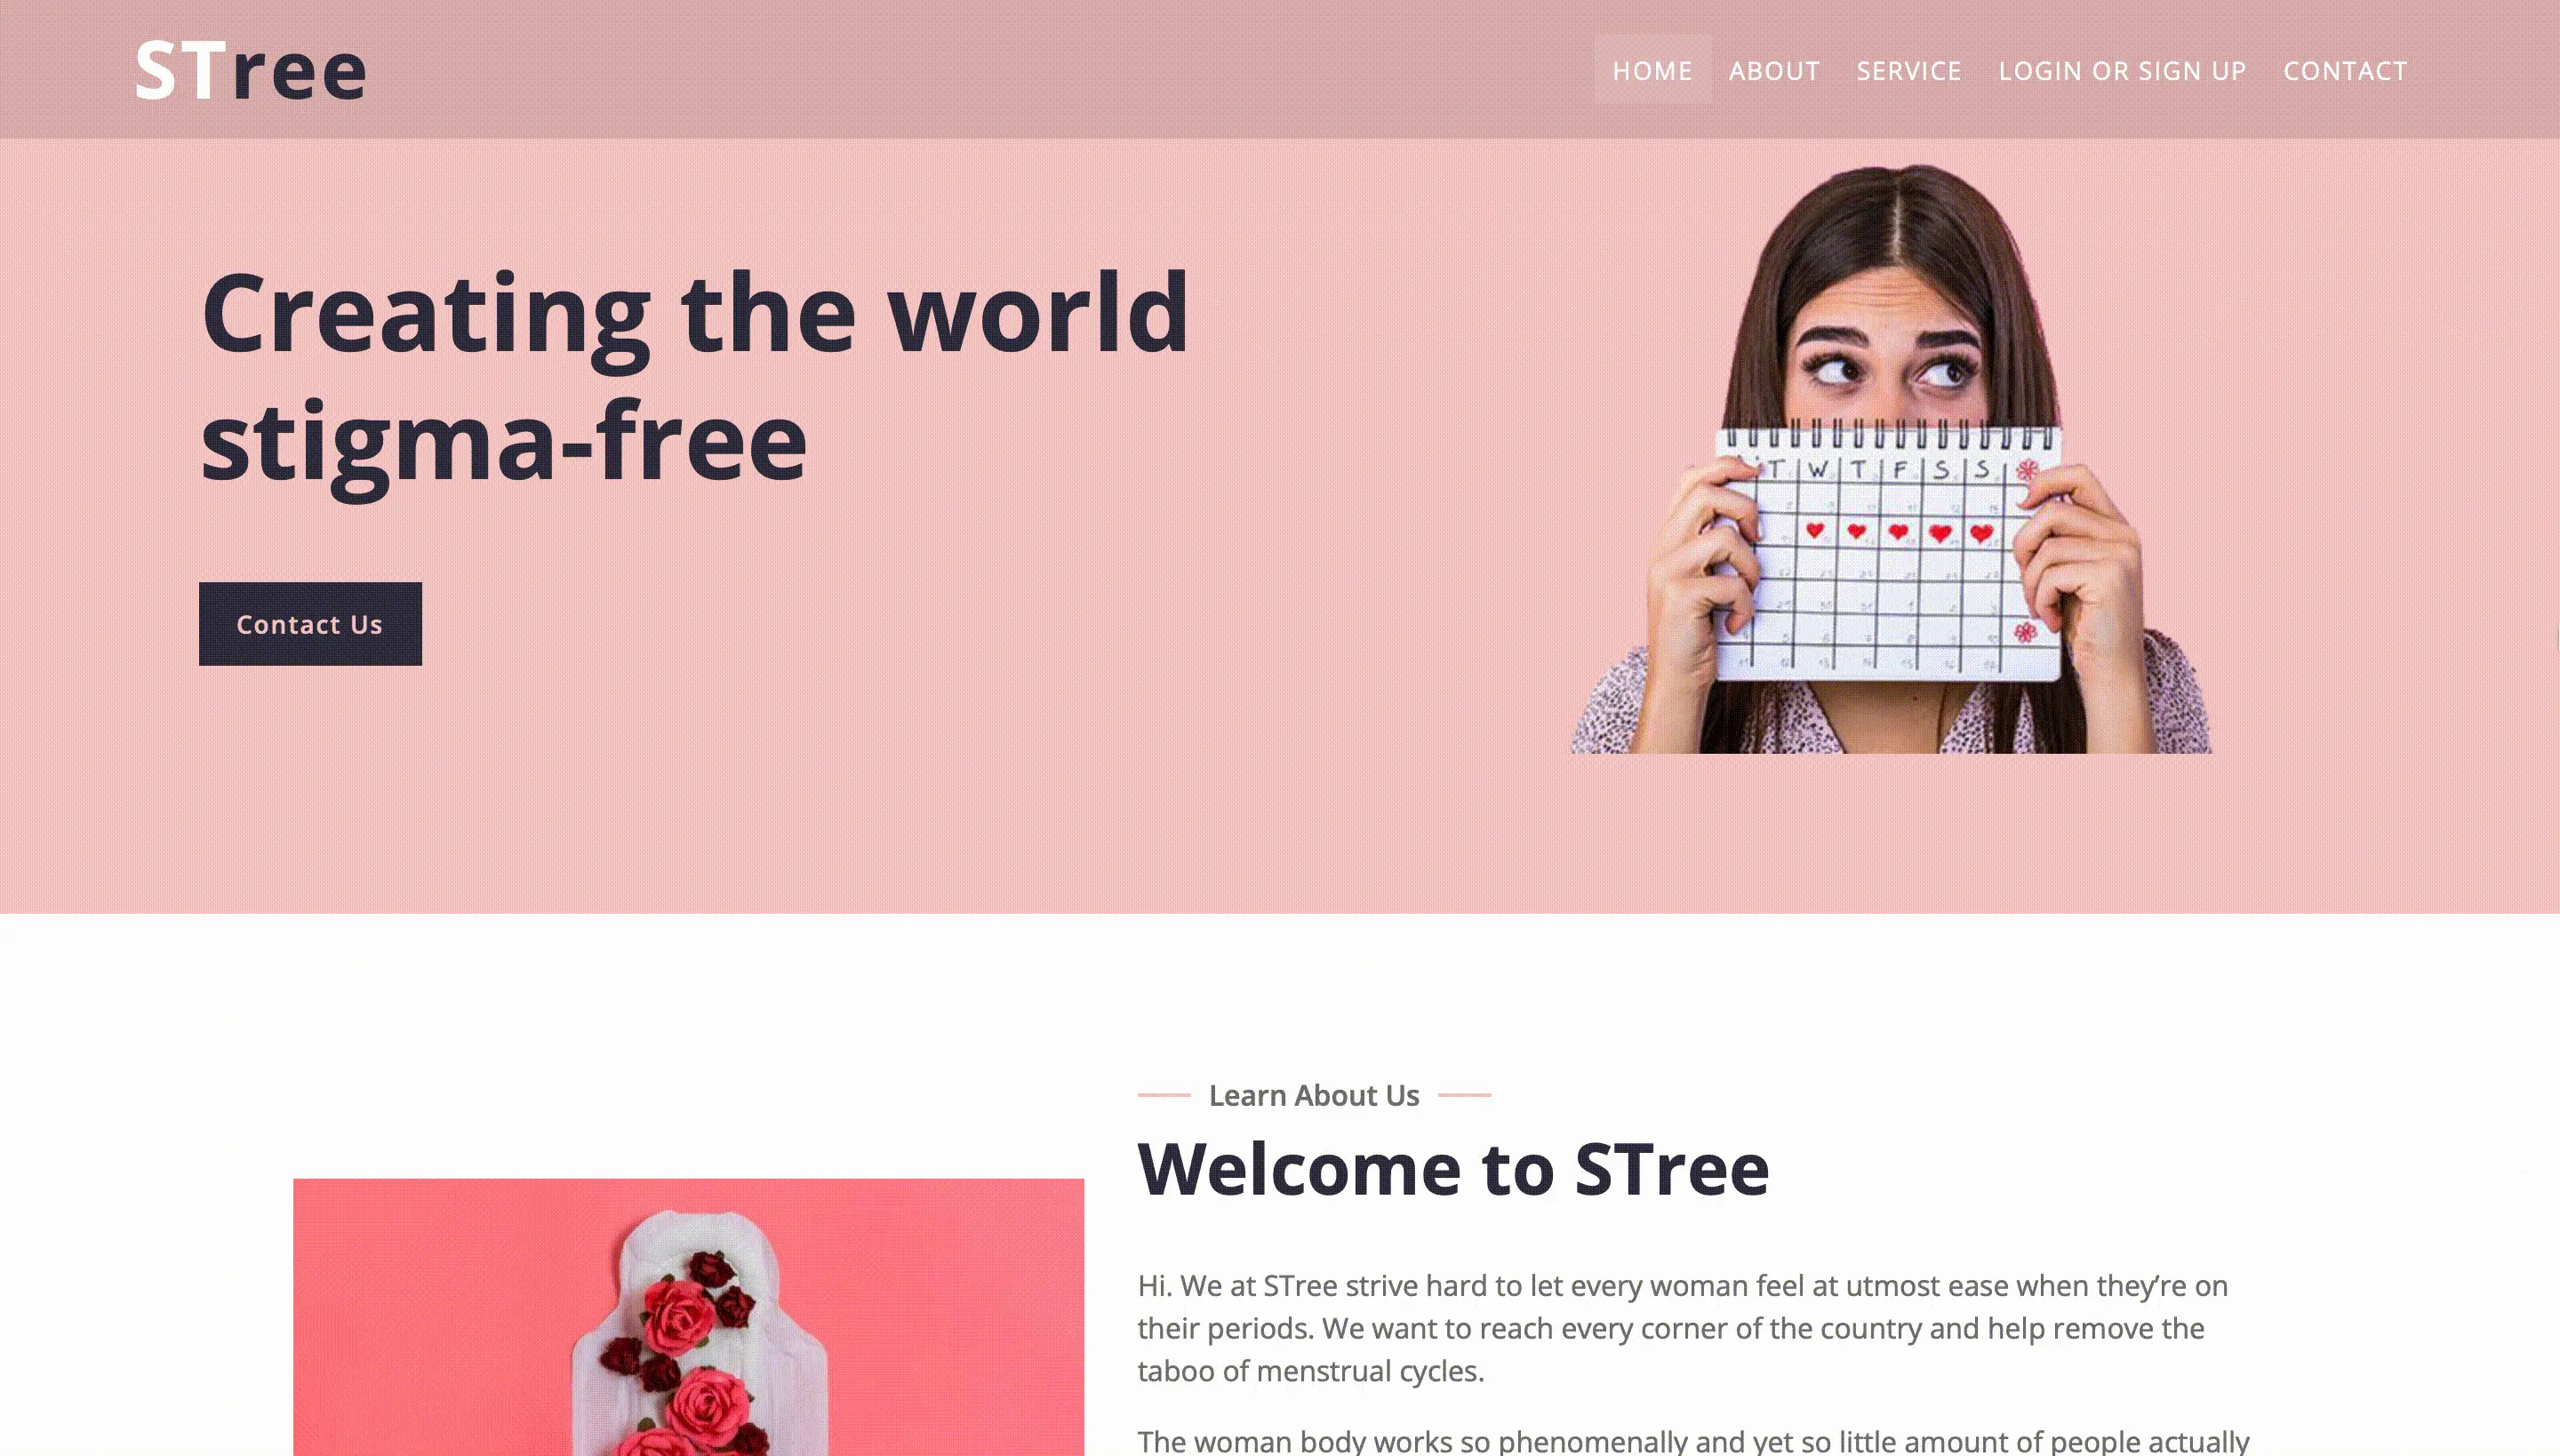 STree
HOME ABOUT SERVICE LOGIN OR SIGN UP CONTACT
Creating the world
stigma-free
T W T F S S
Contact Us
Learn About Us
Welcome to STree
Hi. We at STree strive hard to let every woman feel at utmost ease when they’re on
their periods. We want to reach every corner of the country and help remove the
taboo of menstrual cycles.
The woman body works so phenomenally and yet so little amount of people actually